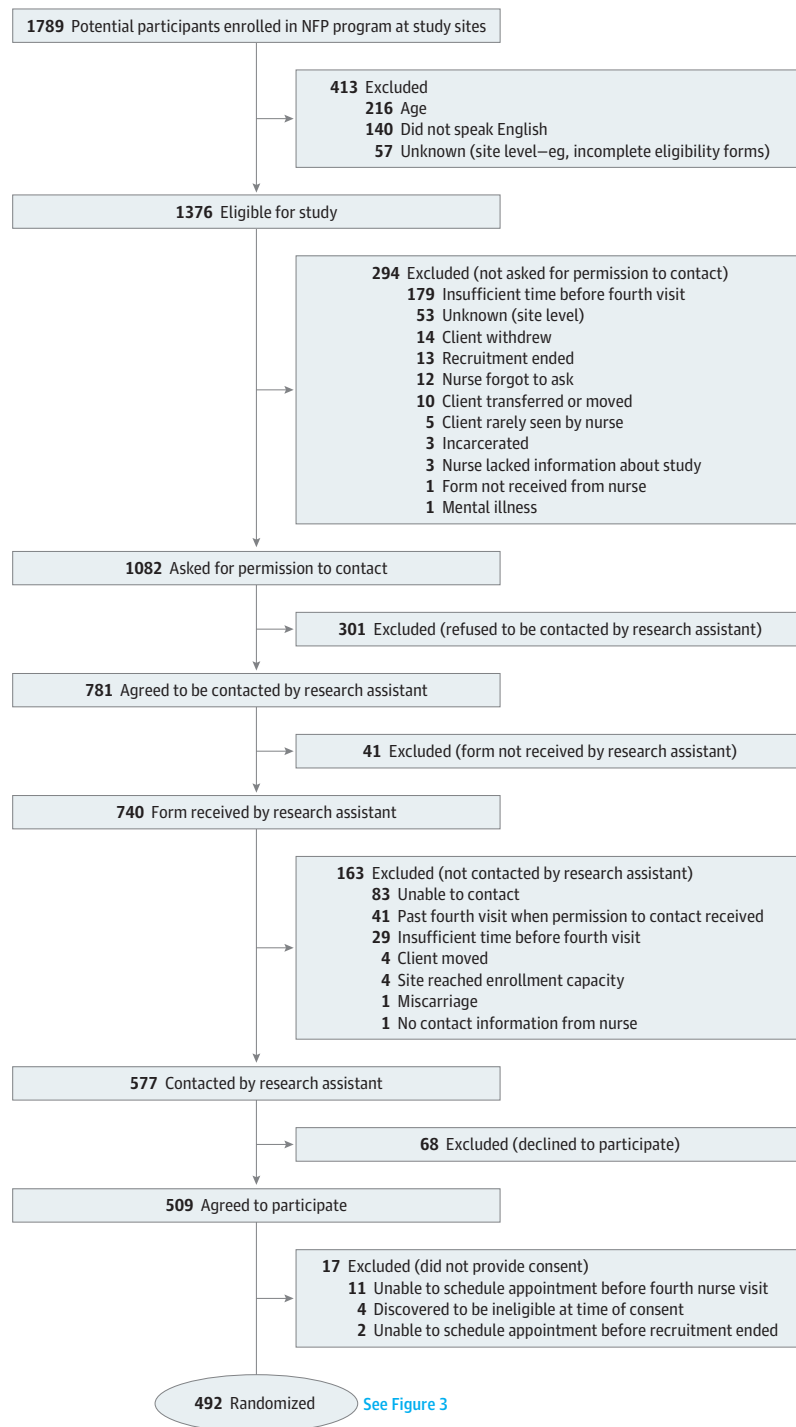 1789 Potential participants enrolled in NFP program at study sites
413 Excluded
216 Age
140 Did not speak English
57 Unknown (site level—eg, incomplete eligibility forms)
1376 Eligible for study
294 Excluded (not asked for permission to contact)
179 Insufficient time before fourth visit
53 Unknown (site level)
14 Client withdrew
13 Recruitment ended
12 Nurse forgot to ask
10 Client transferred or moved
5 Client rarely seen by nurse
3 Incarcerated
3 Nurse lacked information about study
1 Form not received from nurse
1 Mental illness
1082 Asked for permission to contact
301 Excluded (refused to be contacted by research assistant)
781 Agreed to be contacted by research assistant
41 Excluded (form not received by research assistant)
740 Form received by research assistant
163 Excluded (not contacted by research assistant)
83 Unable to contact
41 Past fourth visit when permission to contact received
29 Insufficient time before fourth visit
4 Client moved
4 Site reached enrollment capacity
1 Miscarriage
1 No contact information from nurse
577 Contacted by research assistant
68 Excluded (declined to participate)
509 Agreed to participate
17 Excluded (did not provide consent)
11 Unable to schedule appointment before fourth nurse visit
4 Discovered to be ineligible at time of consent
2 Unable to schedule appointment before recruitment ended
492 Randomized See Figure 3